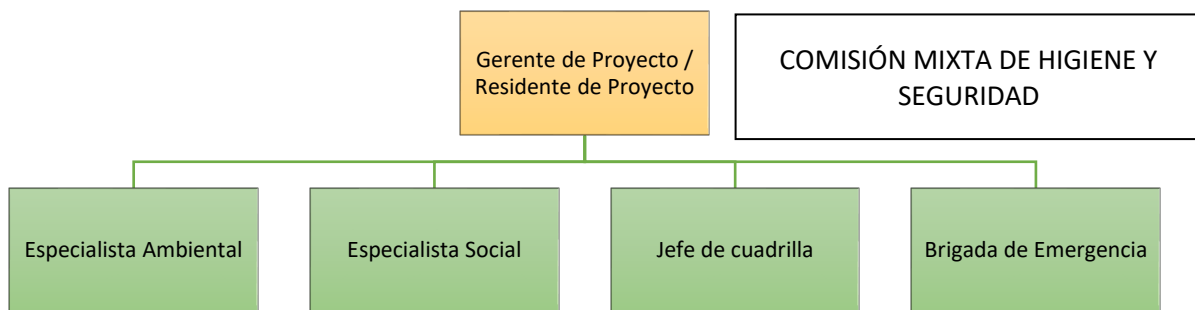 Gerente de Proyecto /
Residente de Proyecto
COMISIÓN MIXTA DE HIGIENE Y
SEGURIDAD
Especialista Ambiental
Especialista Social
Jefe de cuadrilla
Brigada de Emergencia